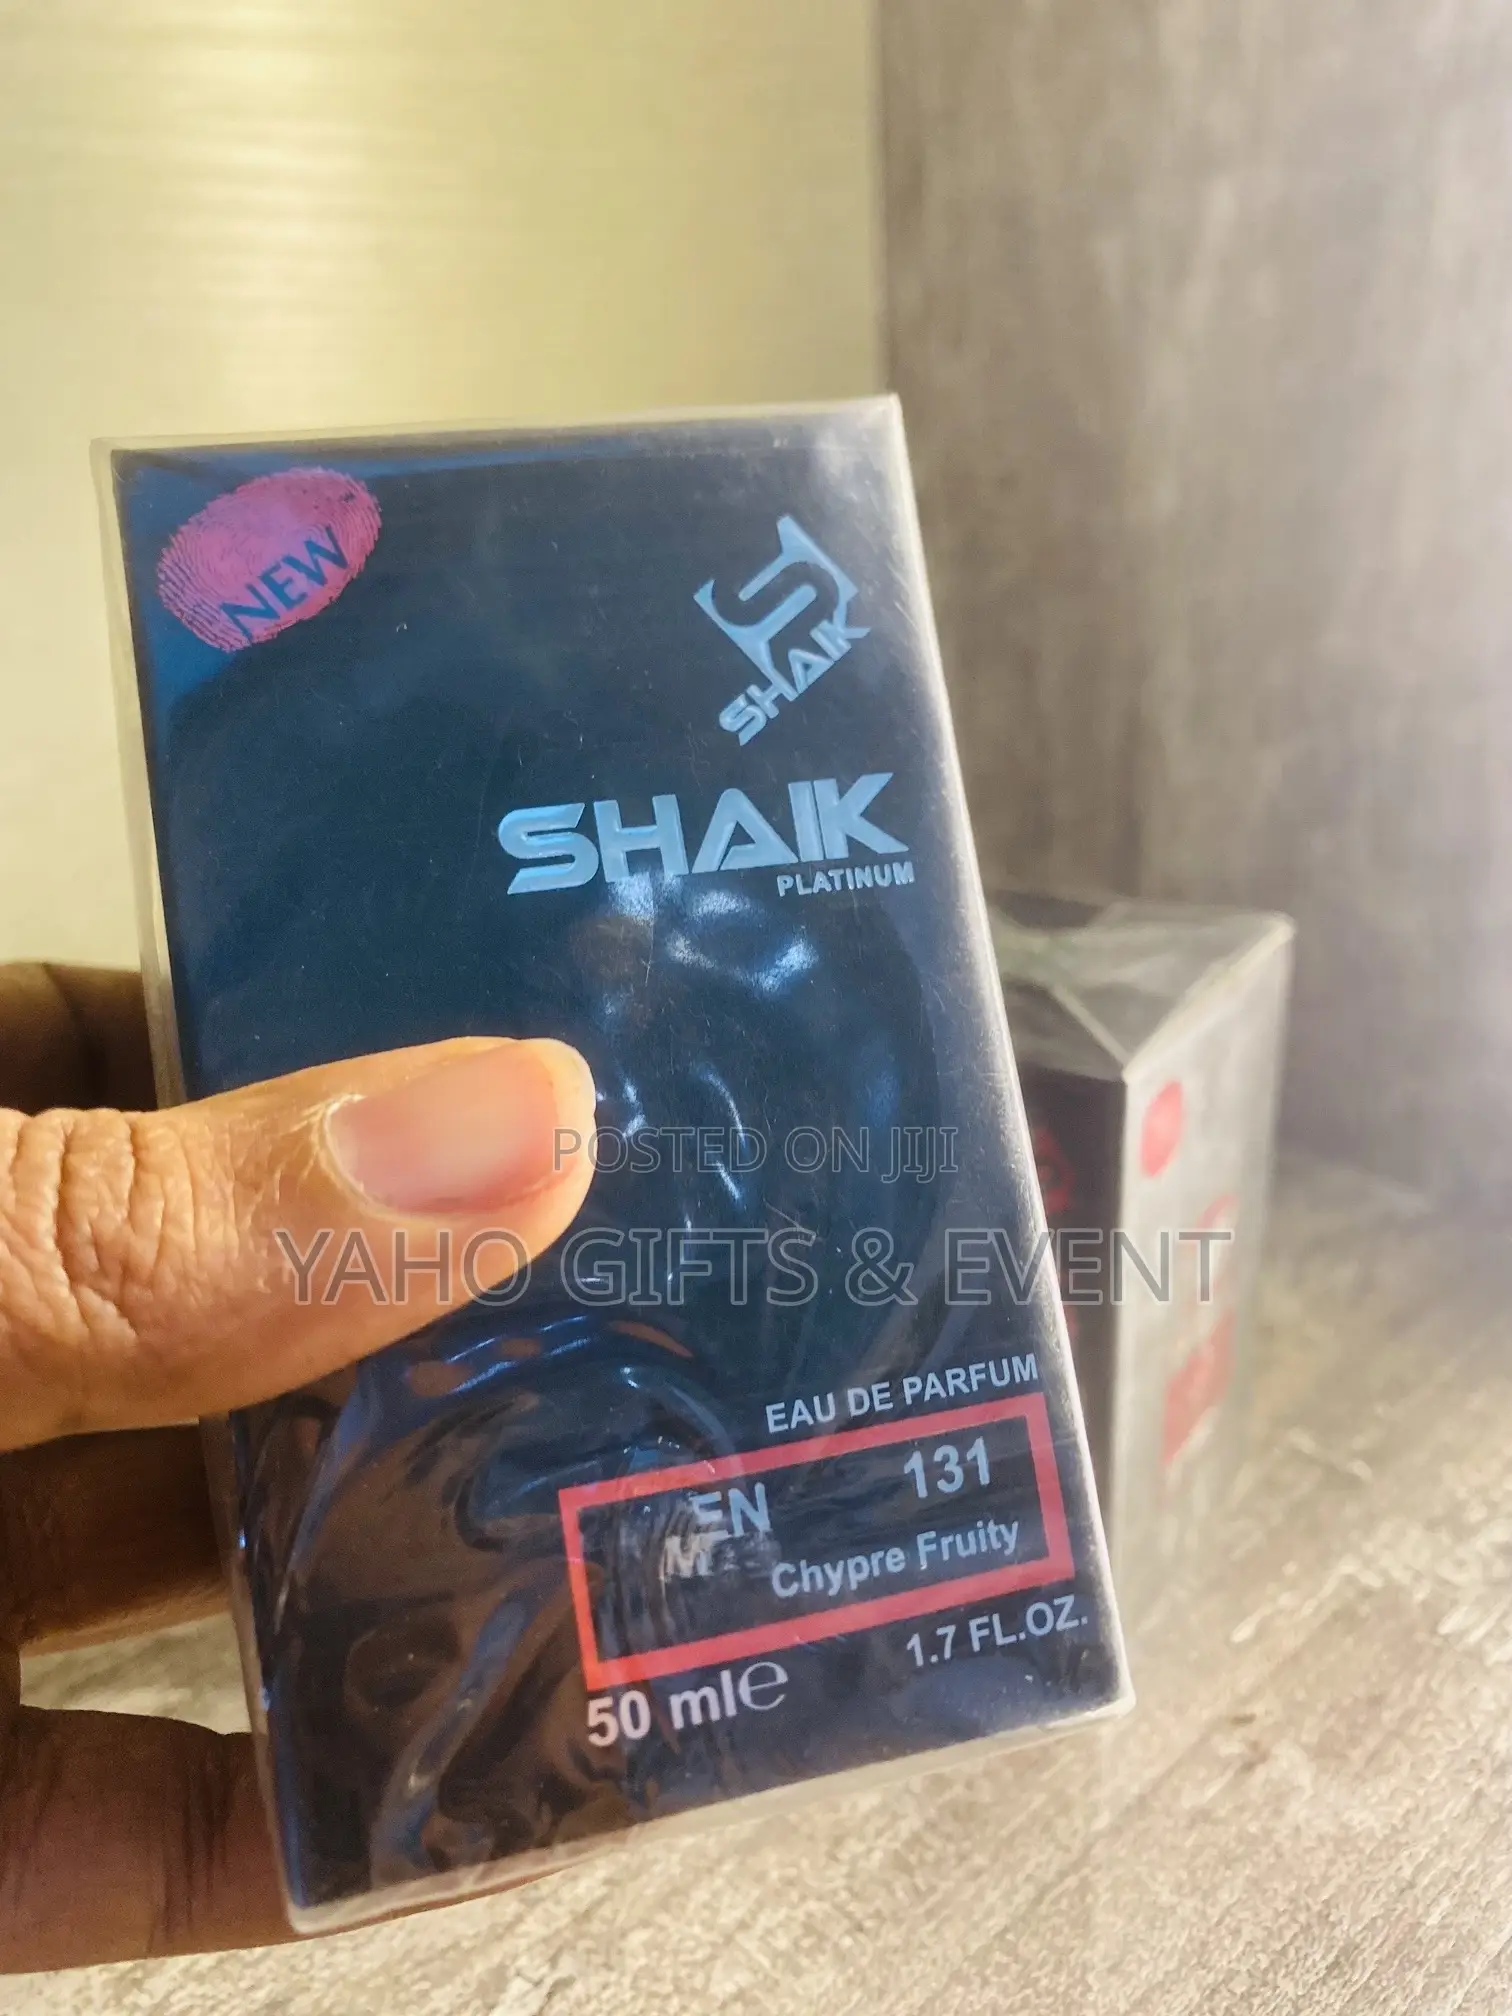 NEW
SHAIK
SHAIK
PLATINUM
POSTED ON JIJI
YAHO GIFTS & EVENT
EAU DE PARFUM
131
Chypre Fruity
50 ml℮
1.7 FL.OZ.